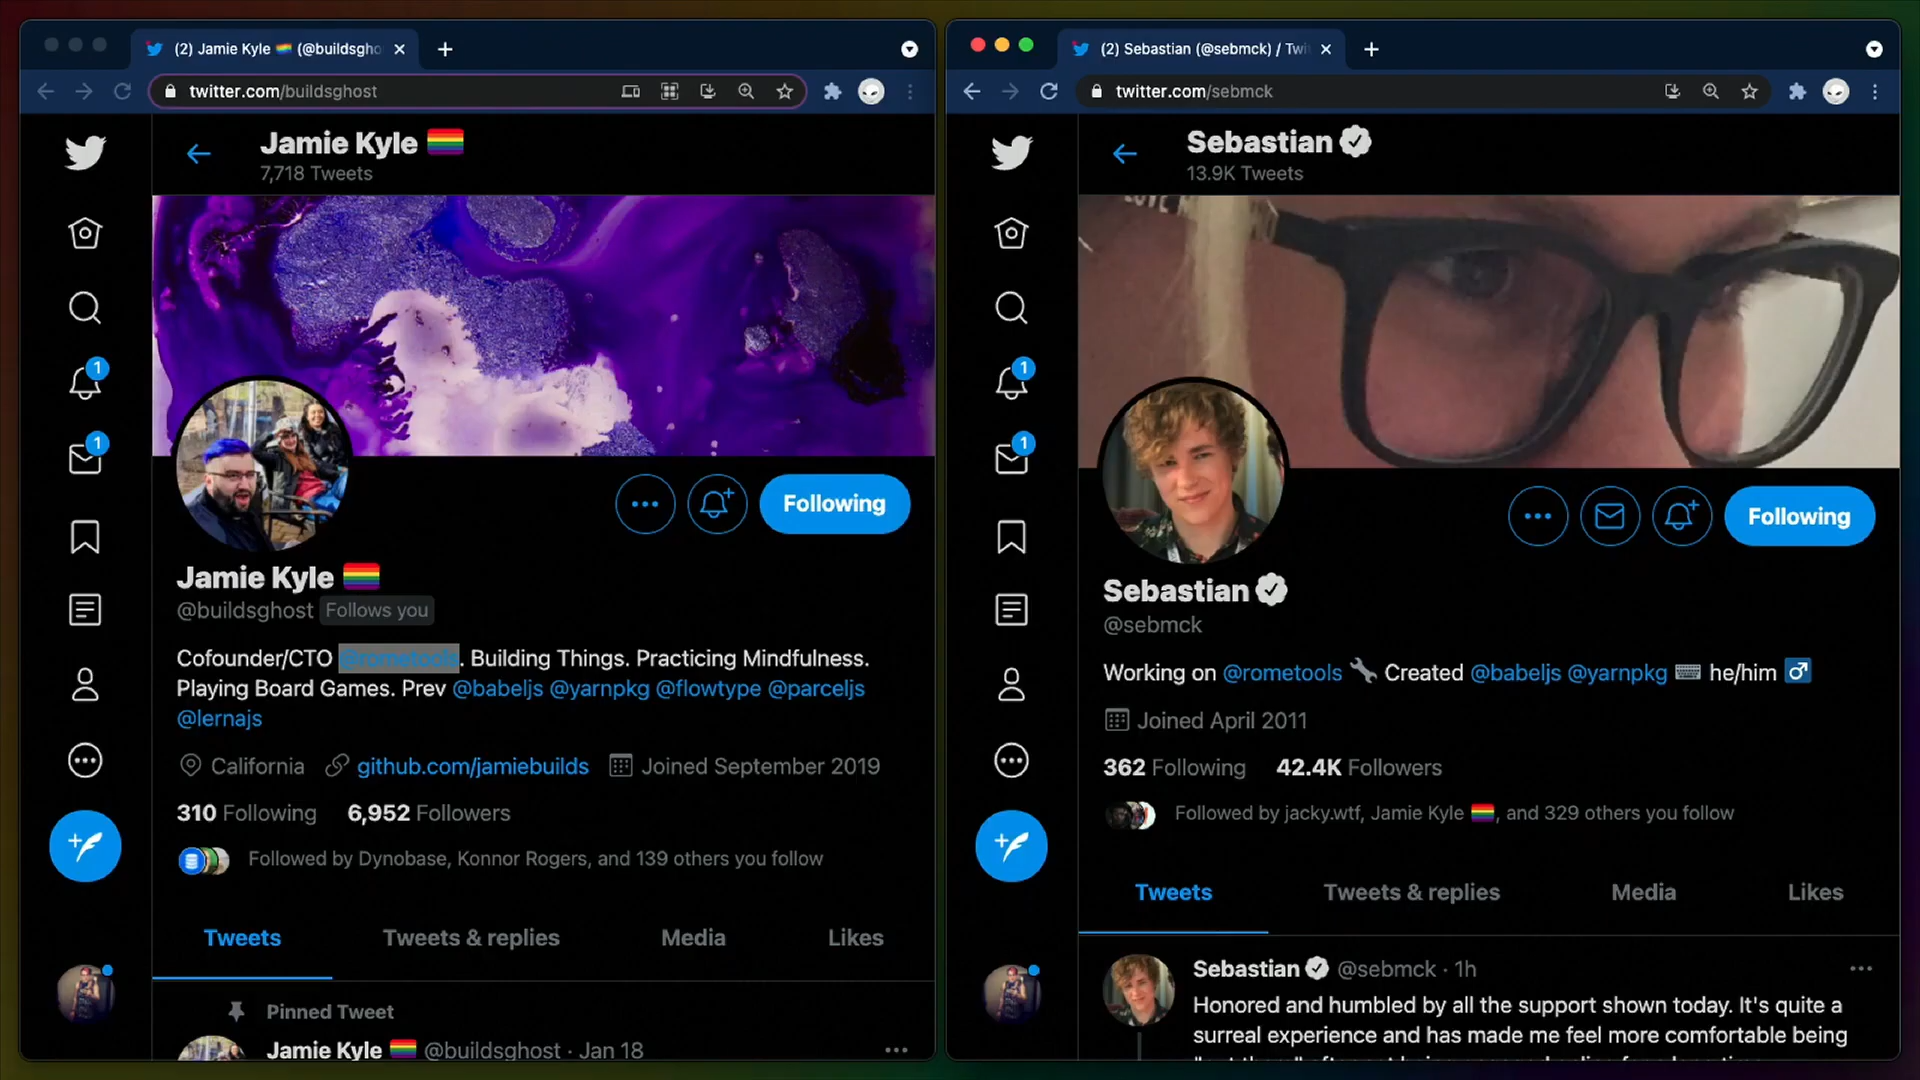 (2) Jamie Kyle 🏳️‍🌈 (@buildsgho
twitter.com/buildsghost
Jamie Kyle 🏳️‍🌈
7,718 Tweets
1
1
Following
Jamie Kyle 🏳️‍🌈
@buildsghost Follows you
Cofounder/CTO @rometools. Building Things. Practicing Mindfulness.
Playing Board Games. Prev @babeljs @yarnpkg @flowtype @parceljs
@lernajs
California github.com/jamiebuilds Joined September 2019
310 Following 6,952 Followers
Followed by Dynobase, Konnor Rogers, and 139 others you follow
Tweets Tweets & replies Media Likes
Pinned Tweet
Jamie Kyle 🏳️‍🌈 @buildsghost · Jan 18
(2) Sebastian (@sebmck) / Twi
twitter.com/sebmck
Sebastian
13.9K Tweets
1
1
Following
Sebastian
@sebmck
Working on @rometools 🔧 Created @babeljs @yarnpkg ⌨️ he/him ♂️
Joined April 2011
362 Following 42.4K Followers
Followed by jacky.wtf, Jamie Kyle 🏳️‍🌈, and 329 others you follow
Tweets Tweets & replies Media Likes
Sebastian @sebmck · 1h
Honored and humbled by all the support shown today. It's quite a
surreal experience and has made me feel more comfortable being